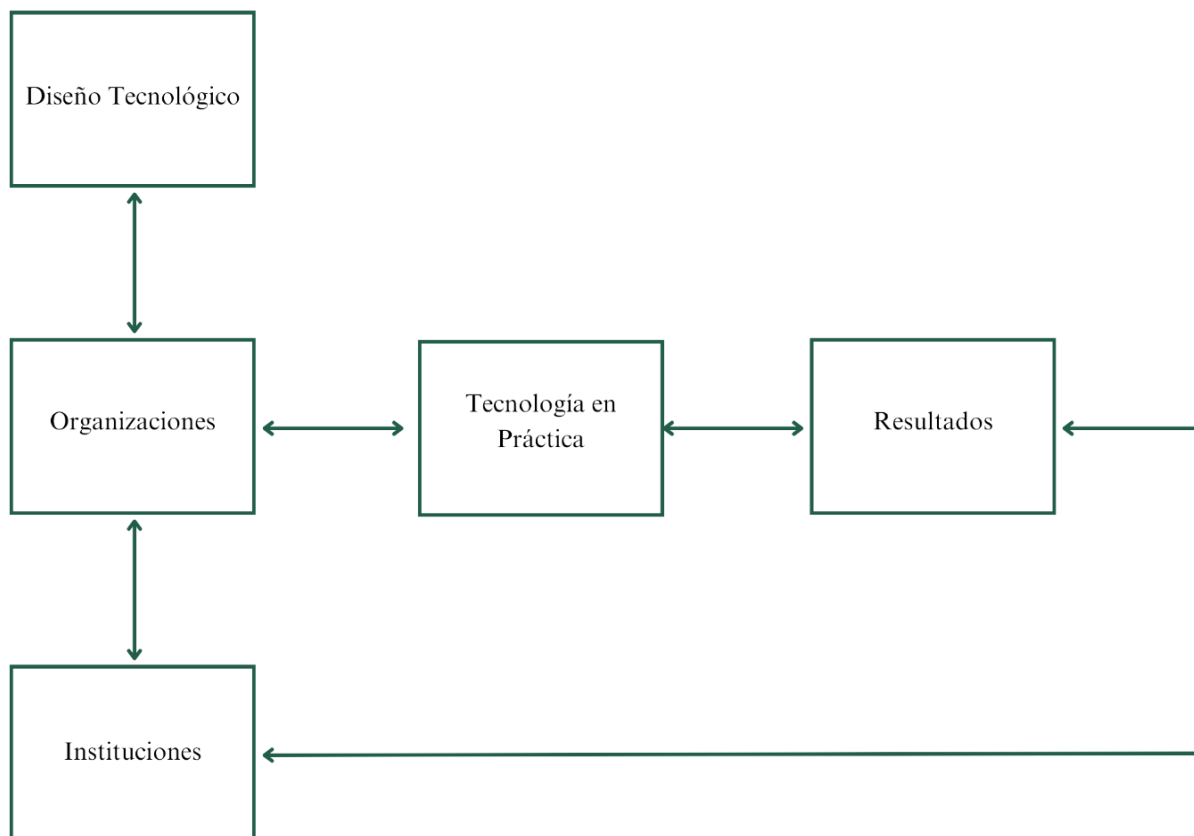 Diseño Tecnológico
Organizaciones
Tecnología en
Práctica
Resultados
Instituciones